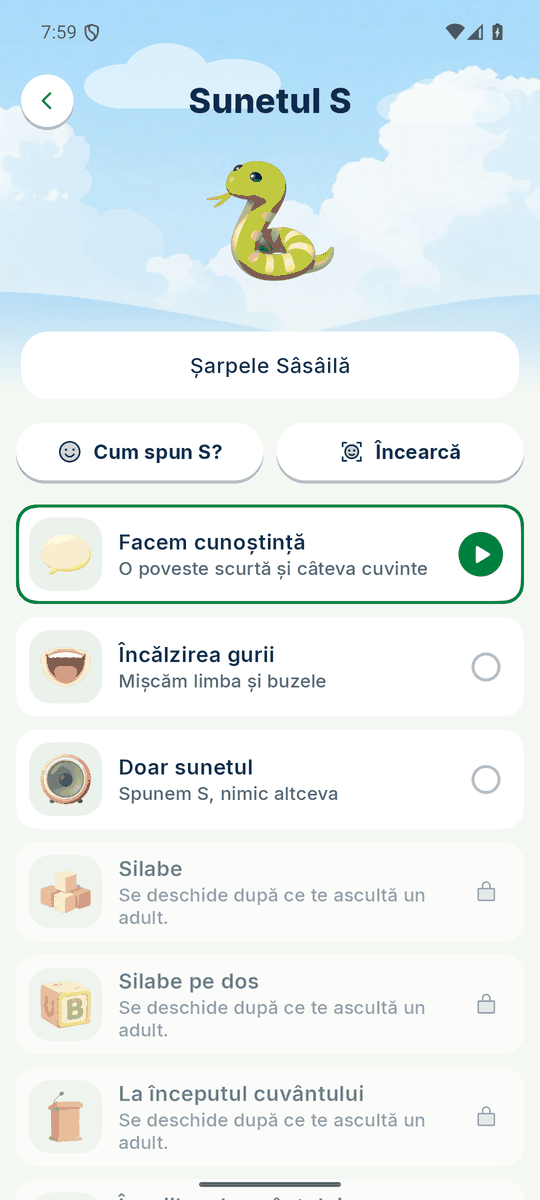 7:59
Sunetul S
Șarpele Sâsâilă
Cum spun S?
Încearcă
Facem cunoștință
O poveste scurtă și câteva cuvinte
Încălzirea gurii
Mișcăm limba și buzele
Doar sunetul
Spunem S, nimic altceva
Silabe
Se deschide după ce te ascultă un
adult.
Silabe pe dos
Se deschide după ce te ascultă un
adult.
La începutul cuvântului
Se deschide după ce te ascultă un
adult.